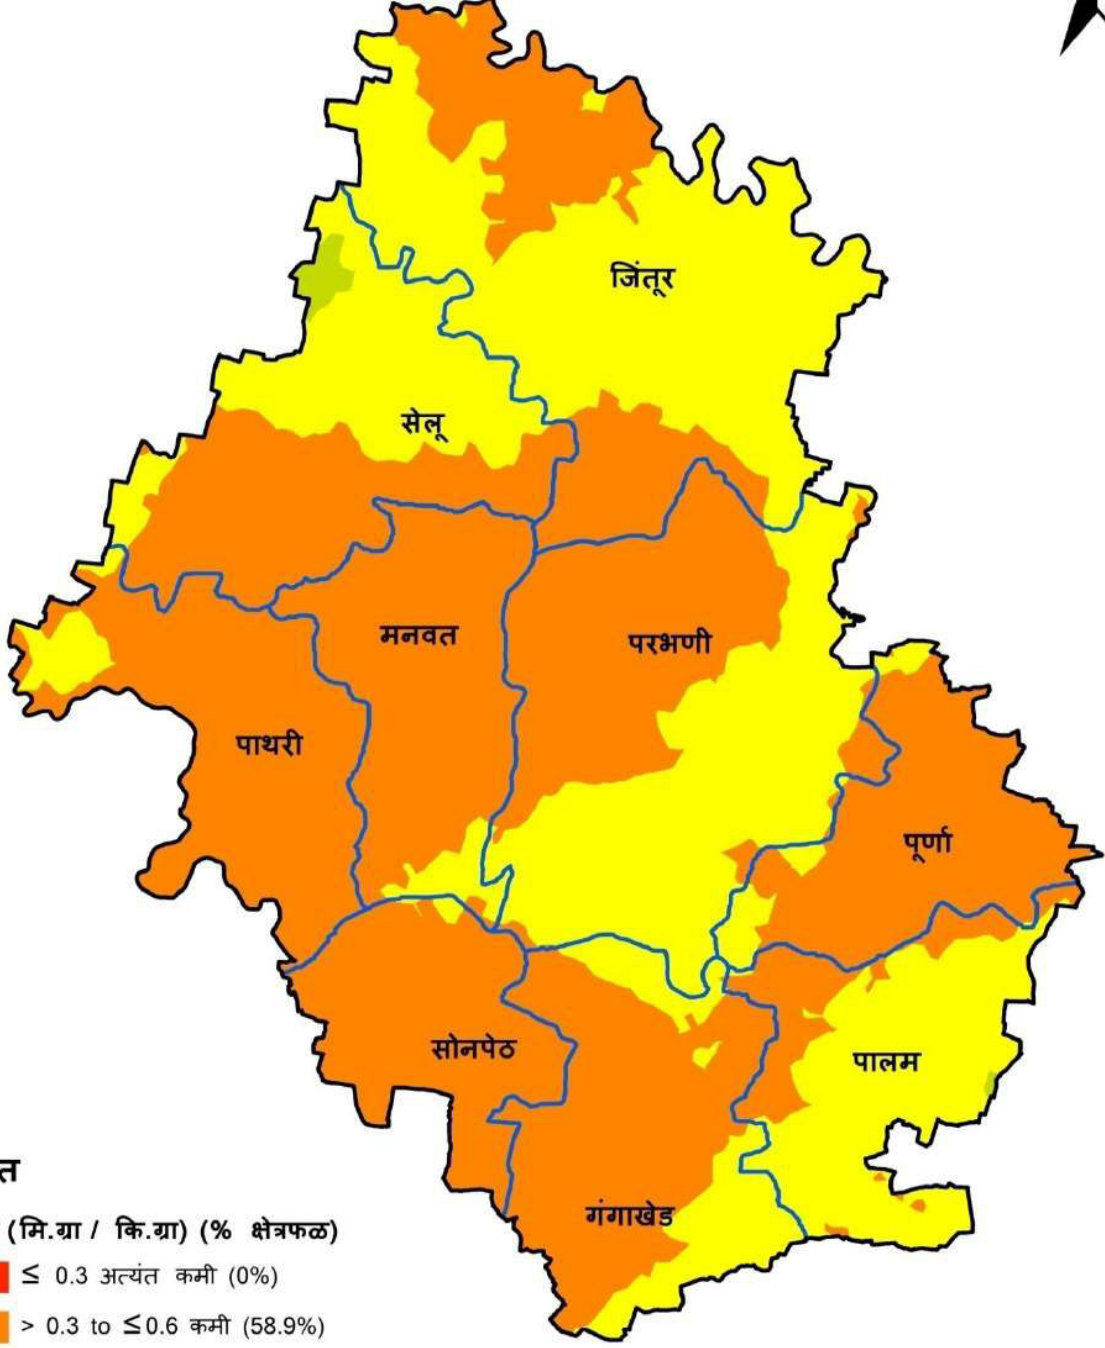 जिंतूर
सेलू
मनवत
परभणी
पाथरी
पूर्णा
सोनपेठ
पालम
गंगाखेड
त
(मि.ग्रा / कि.ग्रा) (% क्षेत्रफळ)
≤ 0.3 अत्यंत कमी (0%)
> 0.3 to ≤0.6 कमी (58.9%)